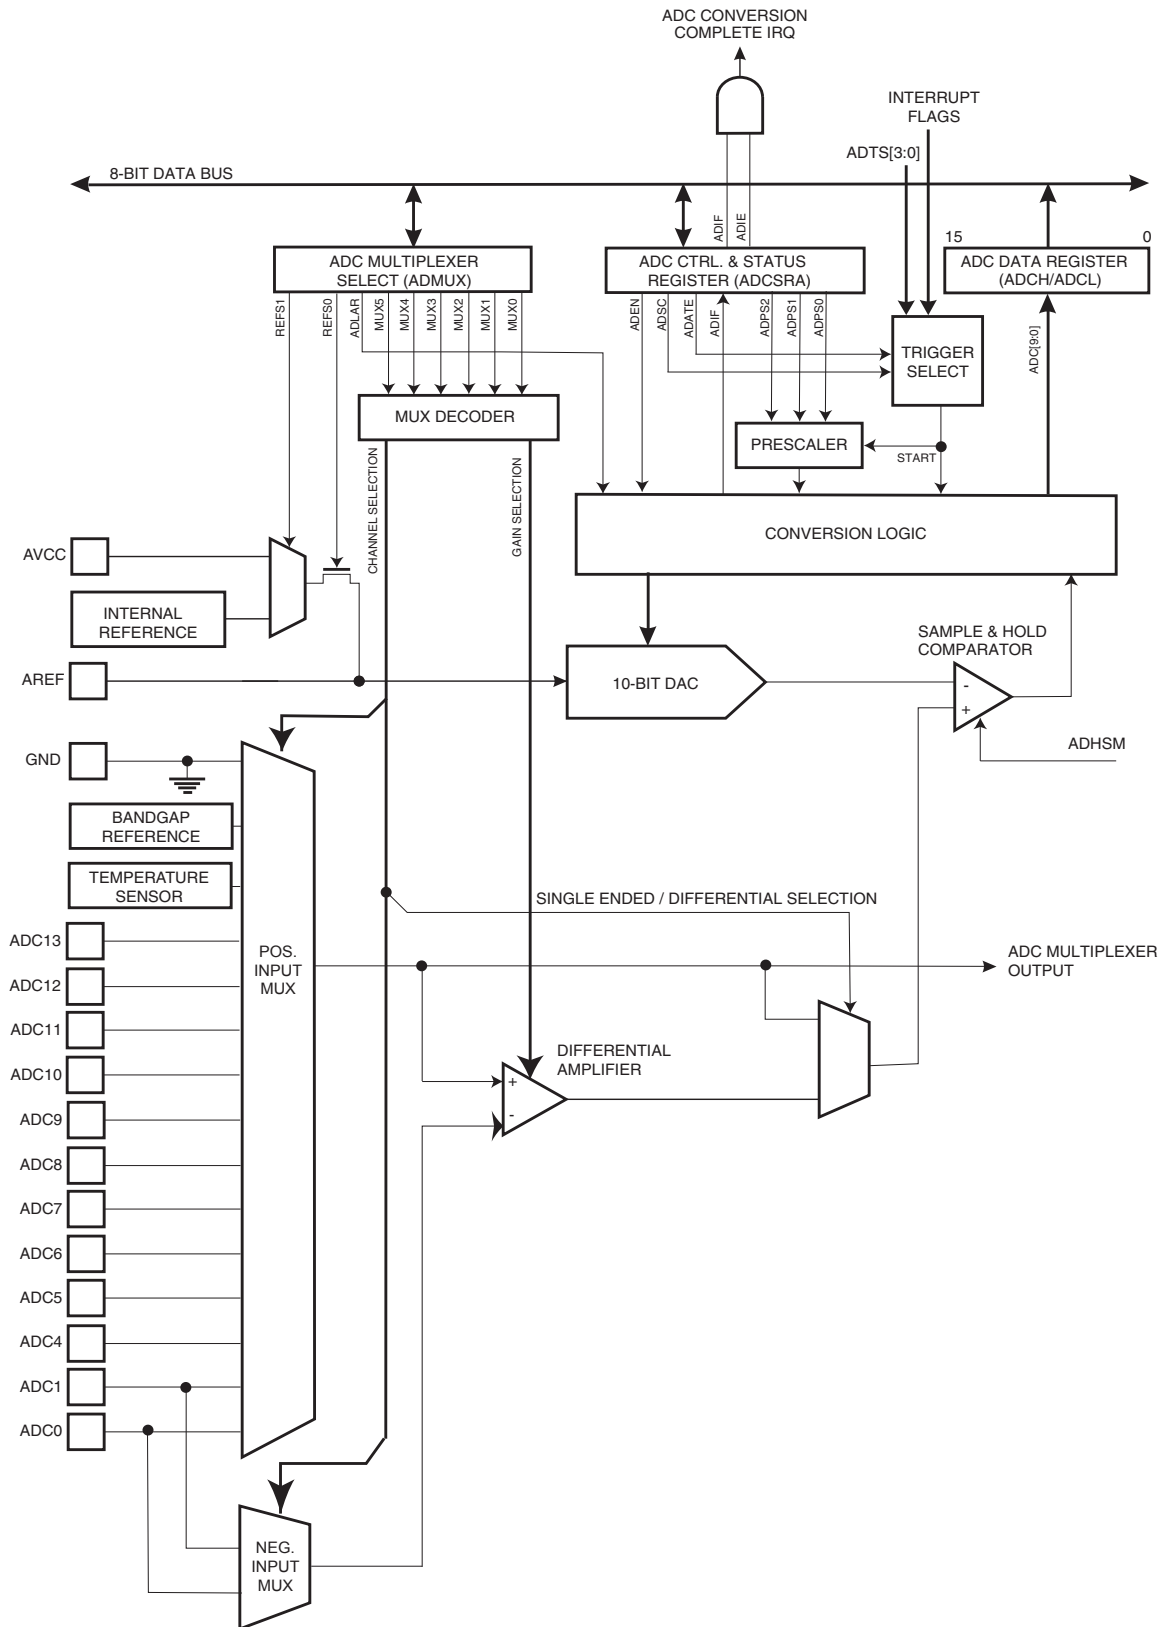 ADC CONVERSION
COMPLETE IRQ
INTERRUPT
FLAGS
ADTS[3:0]
8-BIT DATA BUS
ADIF
ADIE
15
0
ADC MULTIPLEXER
SELECT (ADMUX)
ADC CTRL. & STATUS
REGISTER (ADCSRA)
ADC DATA REGISTER
(ADCH/ADCL)
REFS1
REFS0
ADLAR
MUX5
MUX4
MUX3
MUX2
MUX1
MUX0
ADEN
ADSC
ADATE
ADIF
ADPS2
ADPS1
ADPS0
TRIGGER
SELECT
ADC[9:0]
MUX DECODER
PRESCALER
START
CHANNEL SELECTION
GAIN SELECTION
CONVERSION LOGIC
AVCC
INTERNAL
REFERENCE
SAMPLE & HOLD
COMPARATOR
AREF
10-BIT DAC
-
+
ADHSM
GND
BANDGAP
REFERENCE
TEMPERATURE
SENSOR
SINGLE ENDED / DIFFERENTIAL SELECTION
ADC13
POS.
INPUT
MUX
ADC MULTIPLEXER
OUTPUT
ADC12
ADC11
ADC10
DIFFERENTIAL
AMPLIFIER
+
-
ADC9
ADC8
ADC7
ADC6
ADC5
ADC4
ADC1
ADC0
NEG.
INPUT
MUX